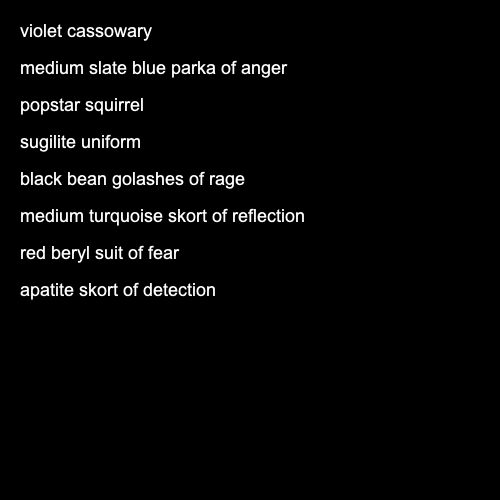 violet cassowary
medium slate blue parka of anger
popstar squirrel
sugilite uniform
black bean golashes of rage
medium turquoise skort of reflection
red beryl suit of fear
apatite skort of detection